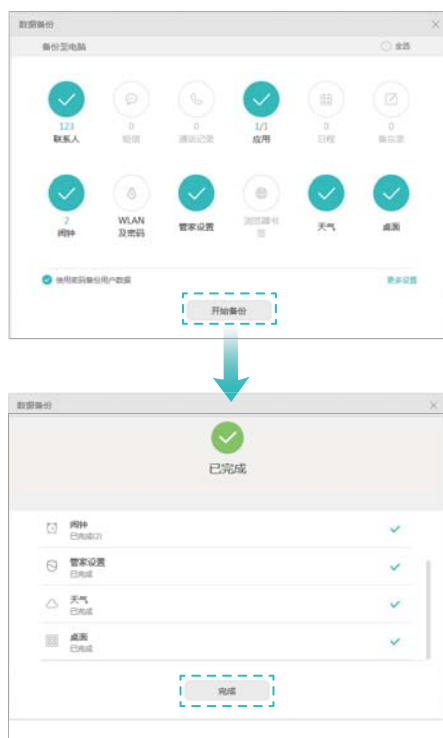 数据备份
备份至电脑
全选
123
联系人
0
短信
0
通话记录
1/1
应用
0
日程
0
备忘录
2
闹钟
WLAN
及密码
管家设置
浏览器书
签
天气
桌面
使用密码备份用户数据
更多设置
开始备份
数据备份
已完成
闹钟
已完成(2)
管家设置
已完成
天气
已完成
桌面
已完成
完成